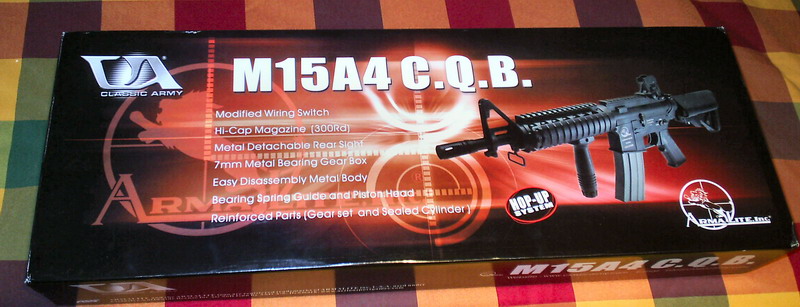 CLASSIC ARMY
M15A4 C.Q.B.
Modified Wiring Switch
Hi-Cap Magazine (300Rd)
Metal Detachable Rear Sight
7mm Metal Bearing Gear Box
Easy Disassembly Metal Body
Bearing Spring Guide and Piston Head
Reinforced Parts (Gear set and Sealed Cylinder)
ARMALITE, Inc
HOP-UP
SYSTEM
ARMALITE, Inc
M15A4 C.Q.B.